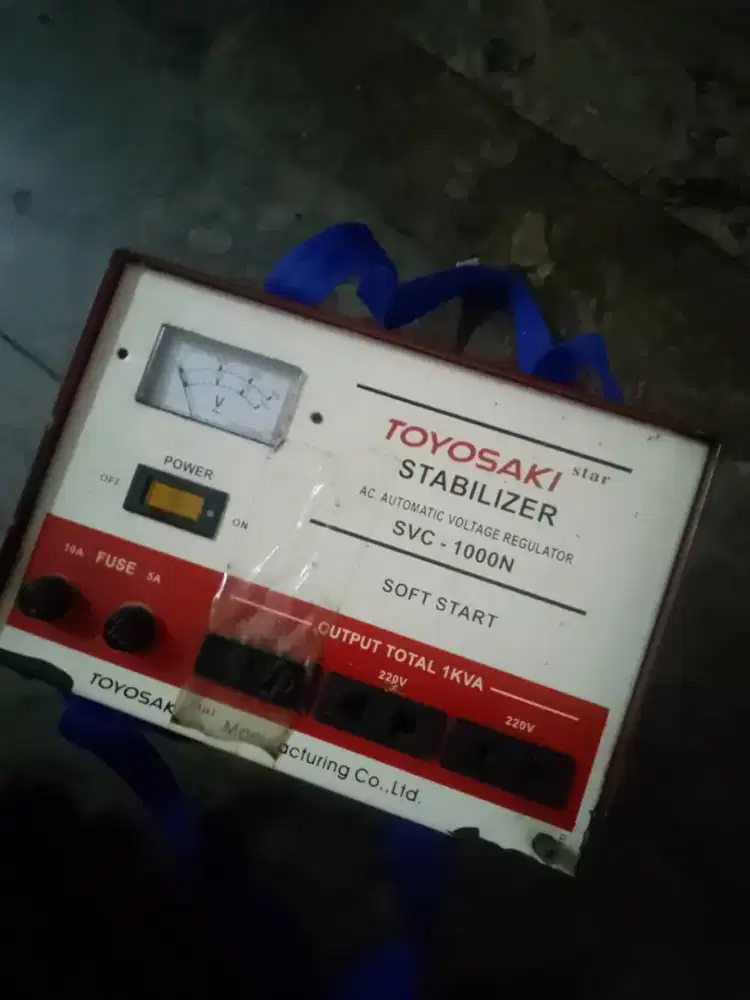 V
POWER
OFF
ON
TOYOSAKI star
STABILIZER
AC. AUTOMATIC VOLTAGE REGULATOR
SVC - 1000N
SOFT START
10A FUSE 5A
OUTPUT TOTAL 1KVA
220V
220V
TOYOSAKI Manufacturing Co.,Ltd.